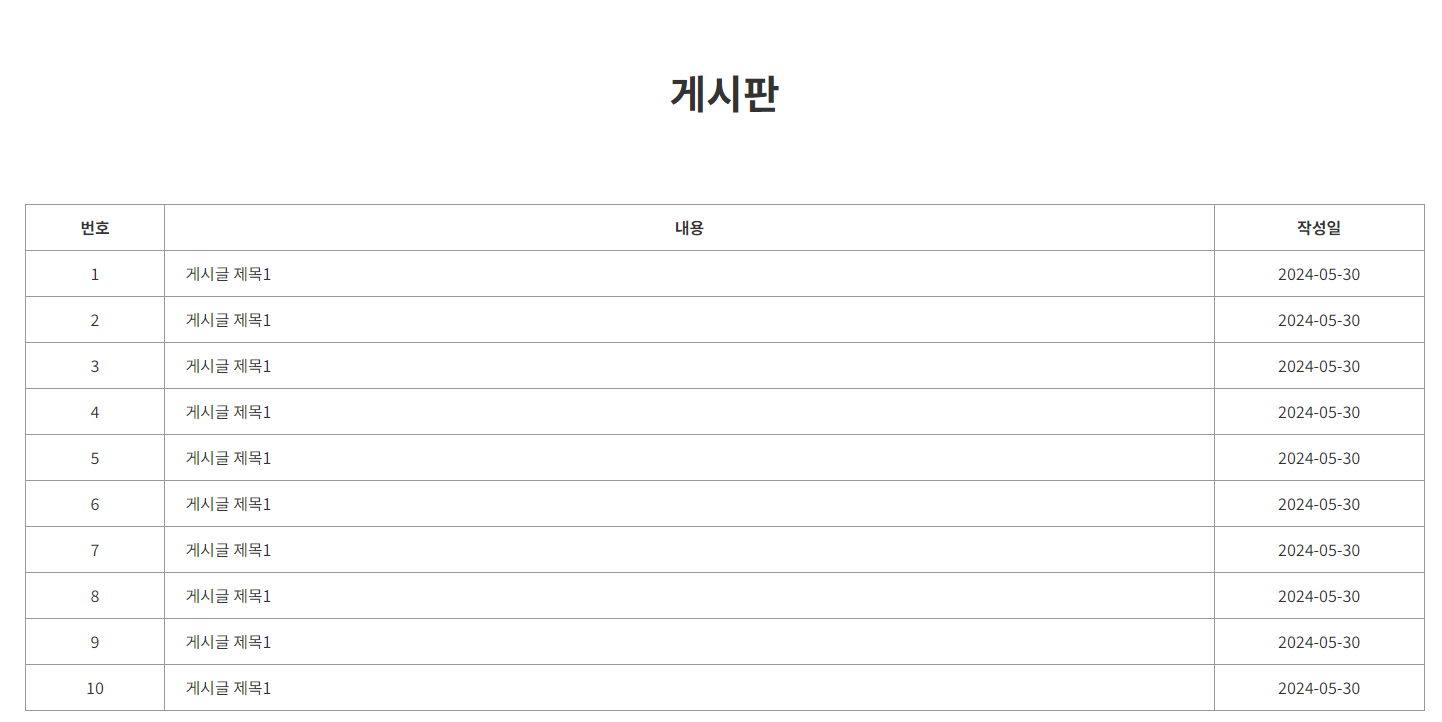 게시판
번호 내용 작성일
1 게시글 제목1 2024-05-30
2 게시글 제목1 2024-05-30
3 게시글 제목1 2024-05-30
4 게시글 제목1 2024-05-30
5 게시글 제목1 2024-05-30
6 게시글 제목1 2024-05-30
7 게시글 제목1 2024-05-30
8 게시글 제목1 2024-05-30
9 게시글 제목1 2024-05-30
10 게시글 제목1 2024-05-30